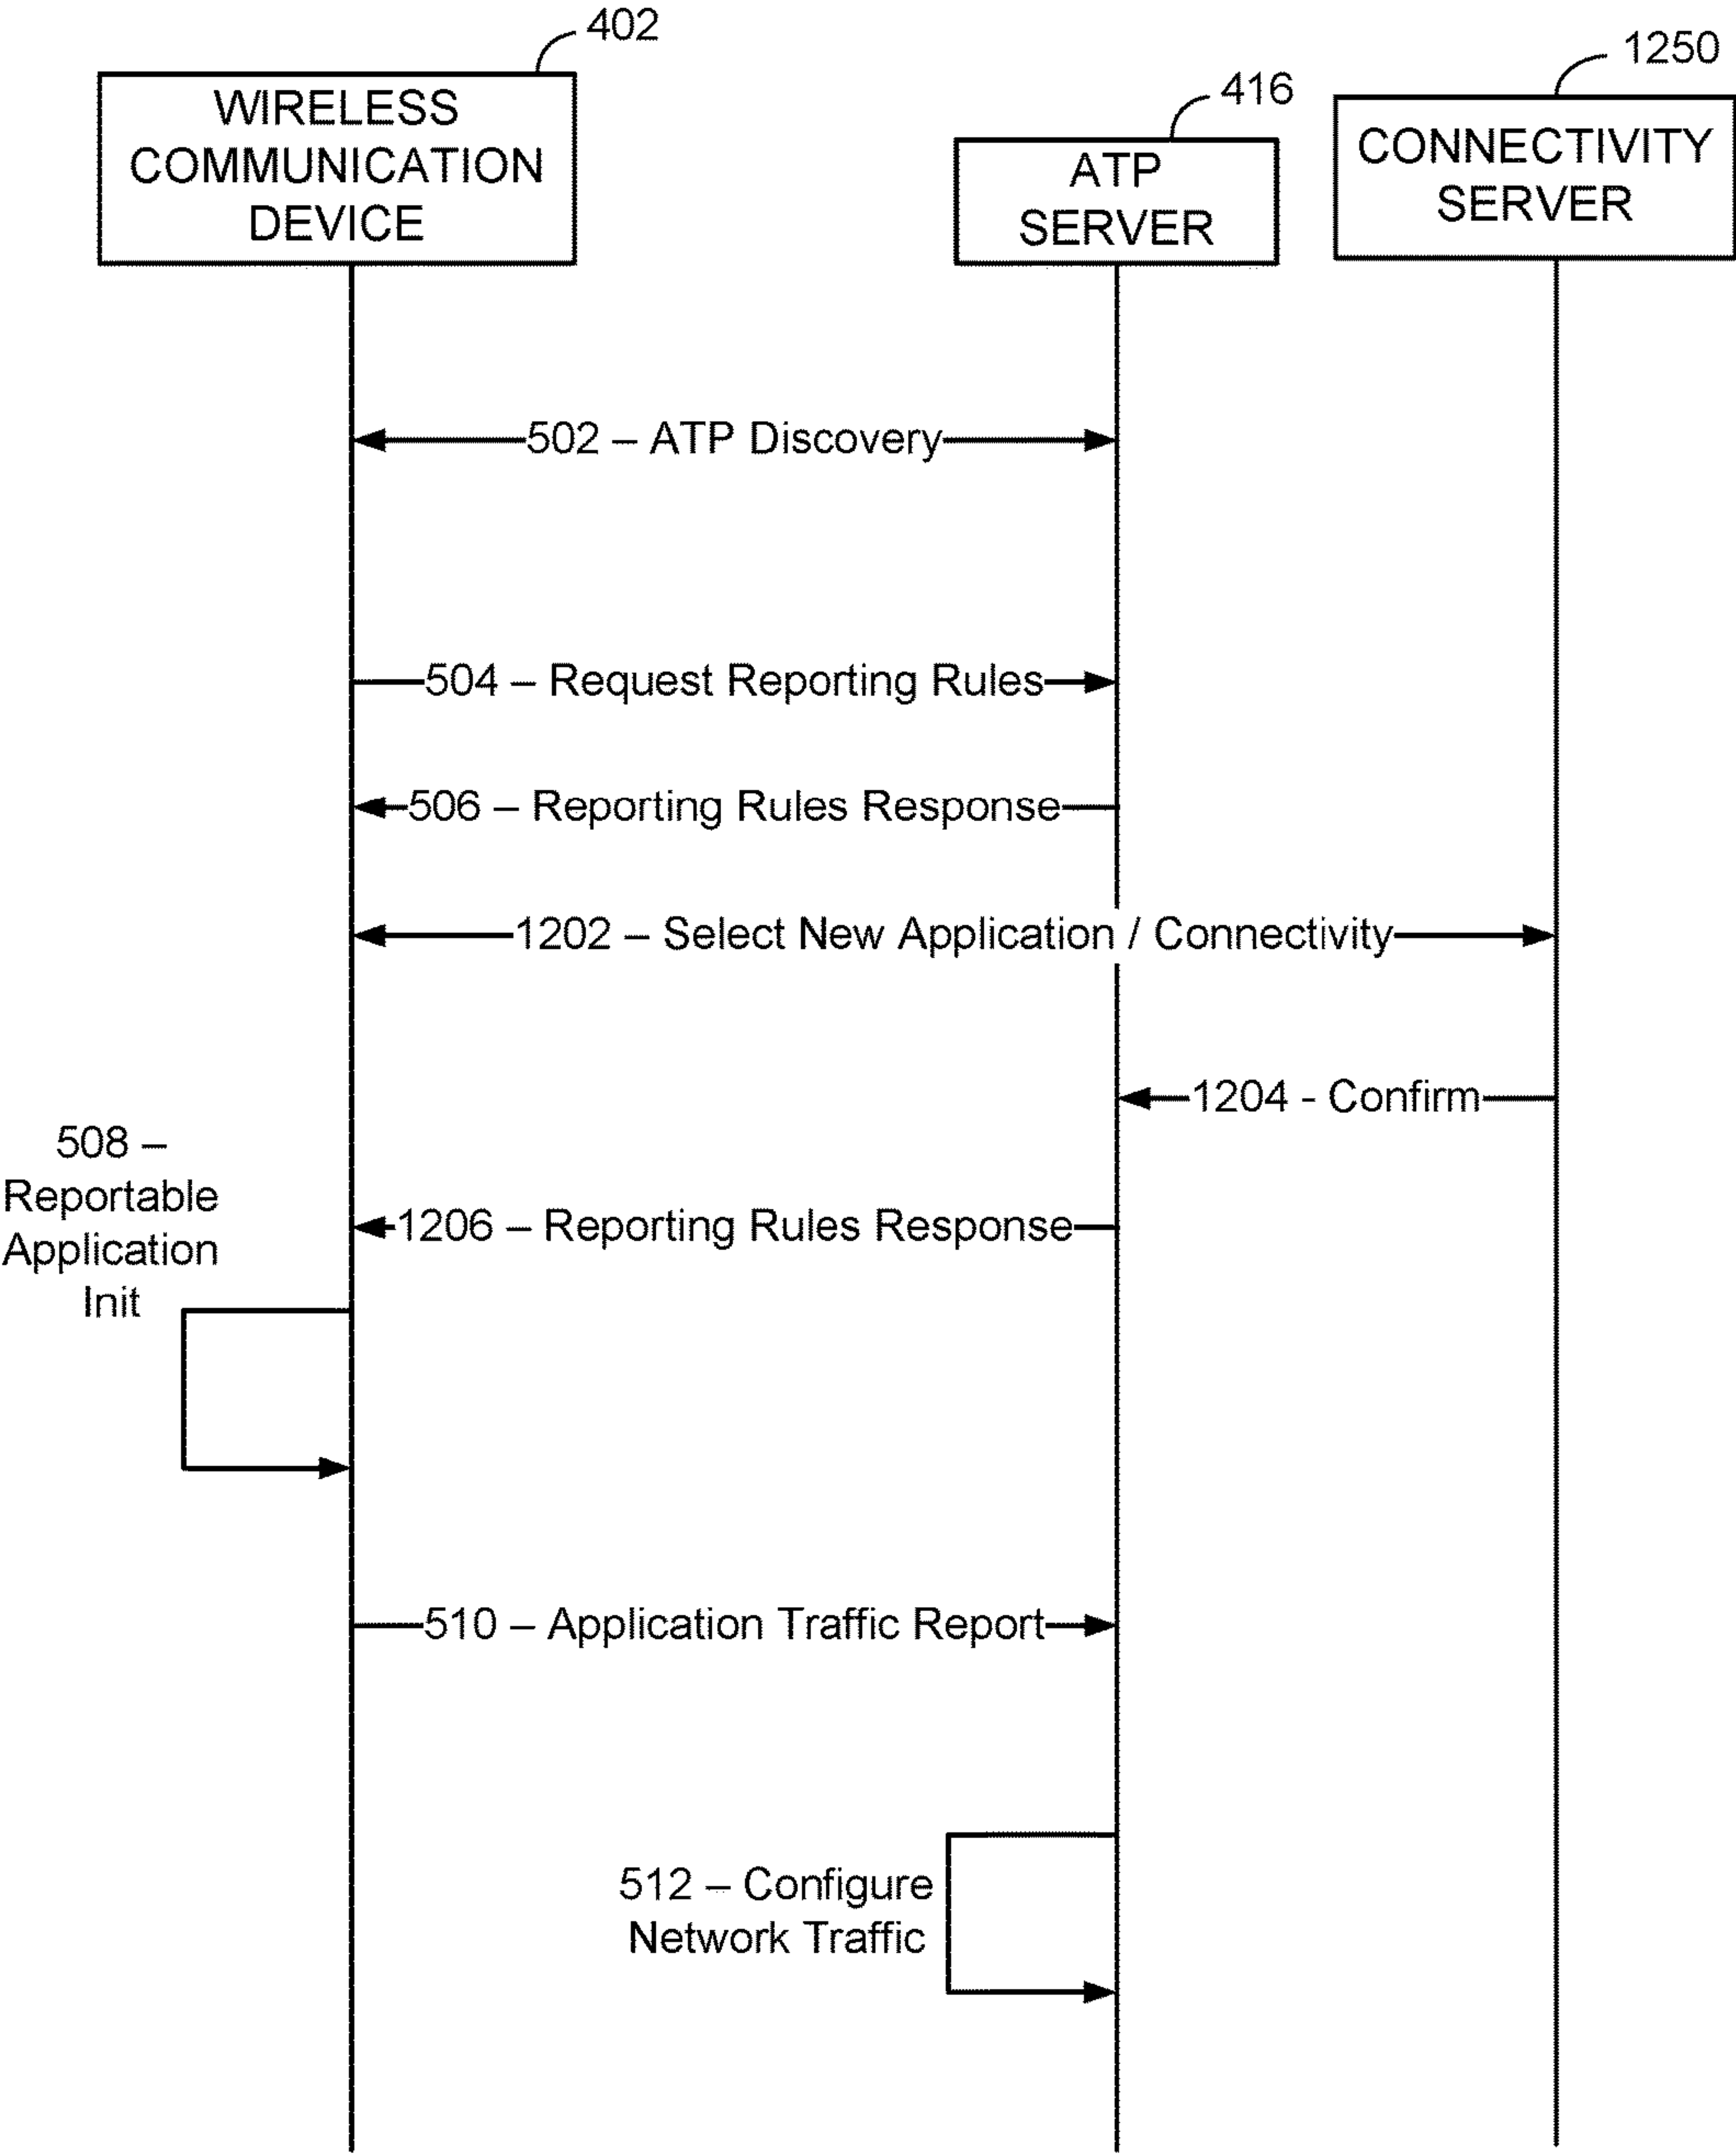 402
1250
416
WIRELESS
COMMUNICATION
DEVICE
ATP
SERVER
CONNECTIVITY
SERVER
502 – ATP Discovery
504 – Request Reporting Rules
506 – Reporting Rules Response
1202 – Select New Application / Connectivity
1204 - Confirm
508 –
Reportable
Application
Init
1206 – Reporting Rules Response
510 – Application Traffic Report
512 – Configure
Network Traffic